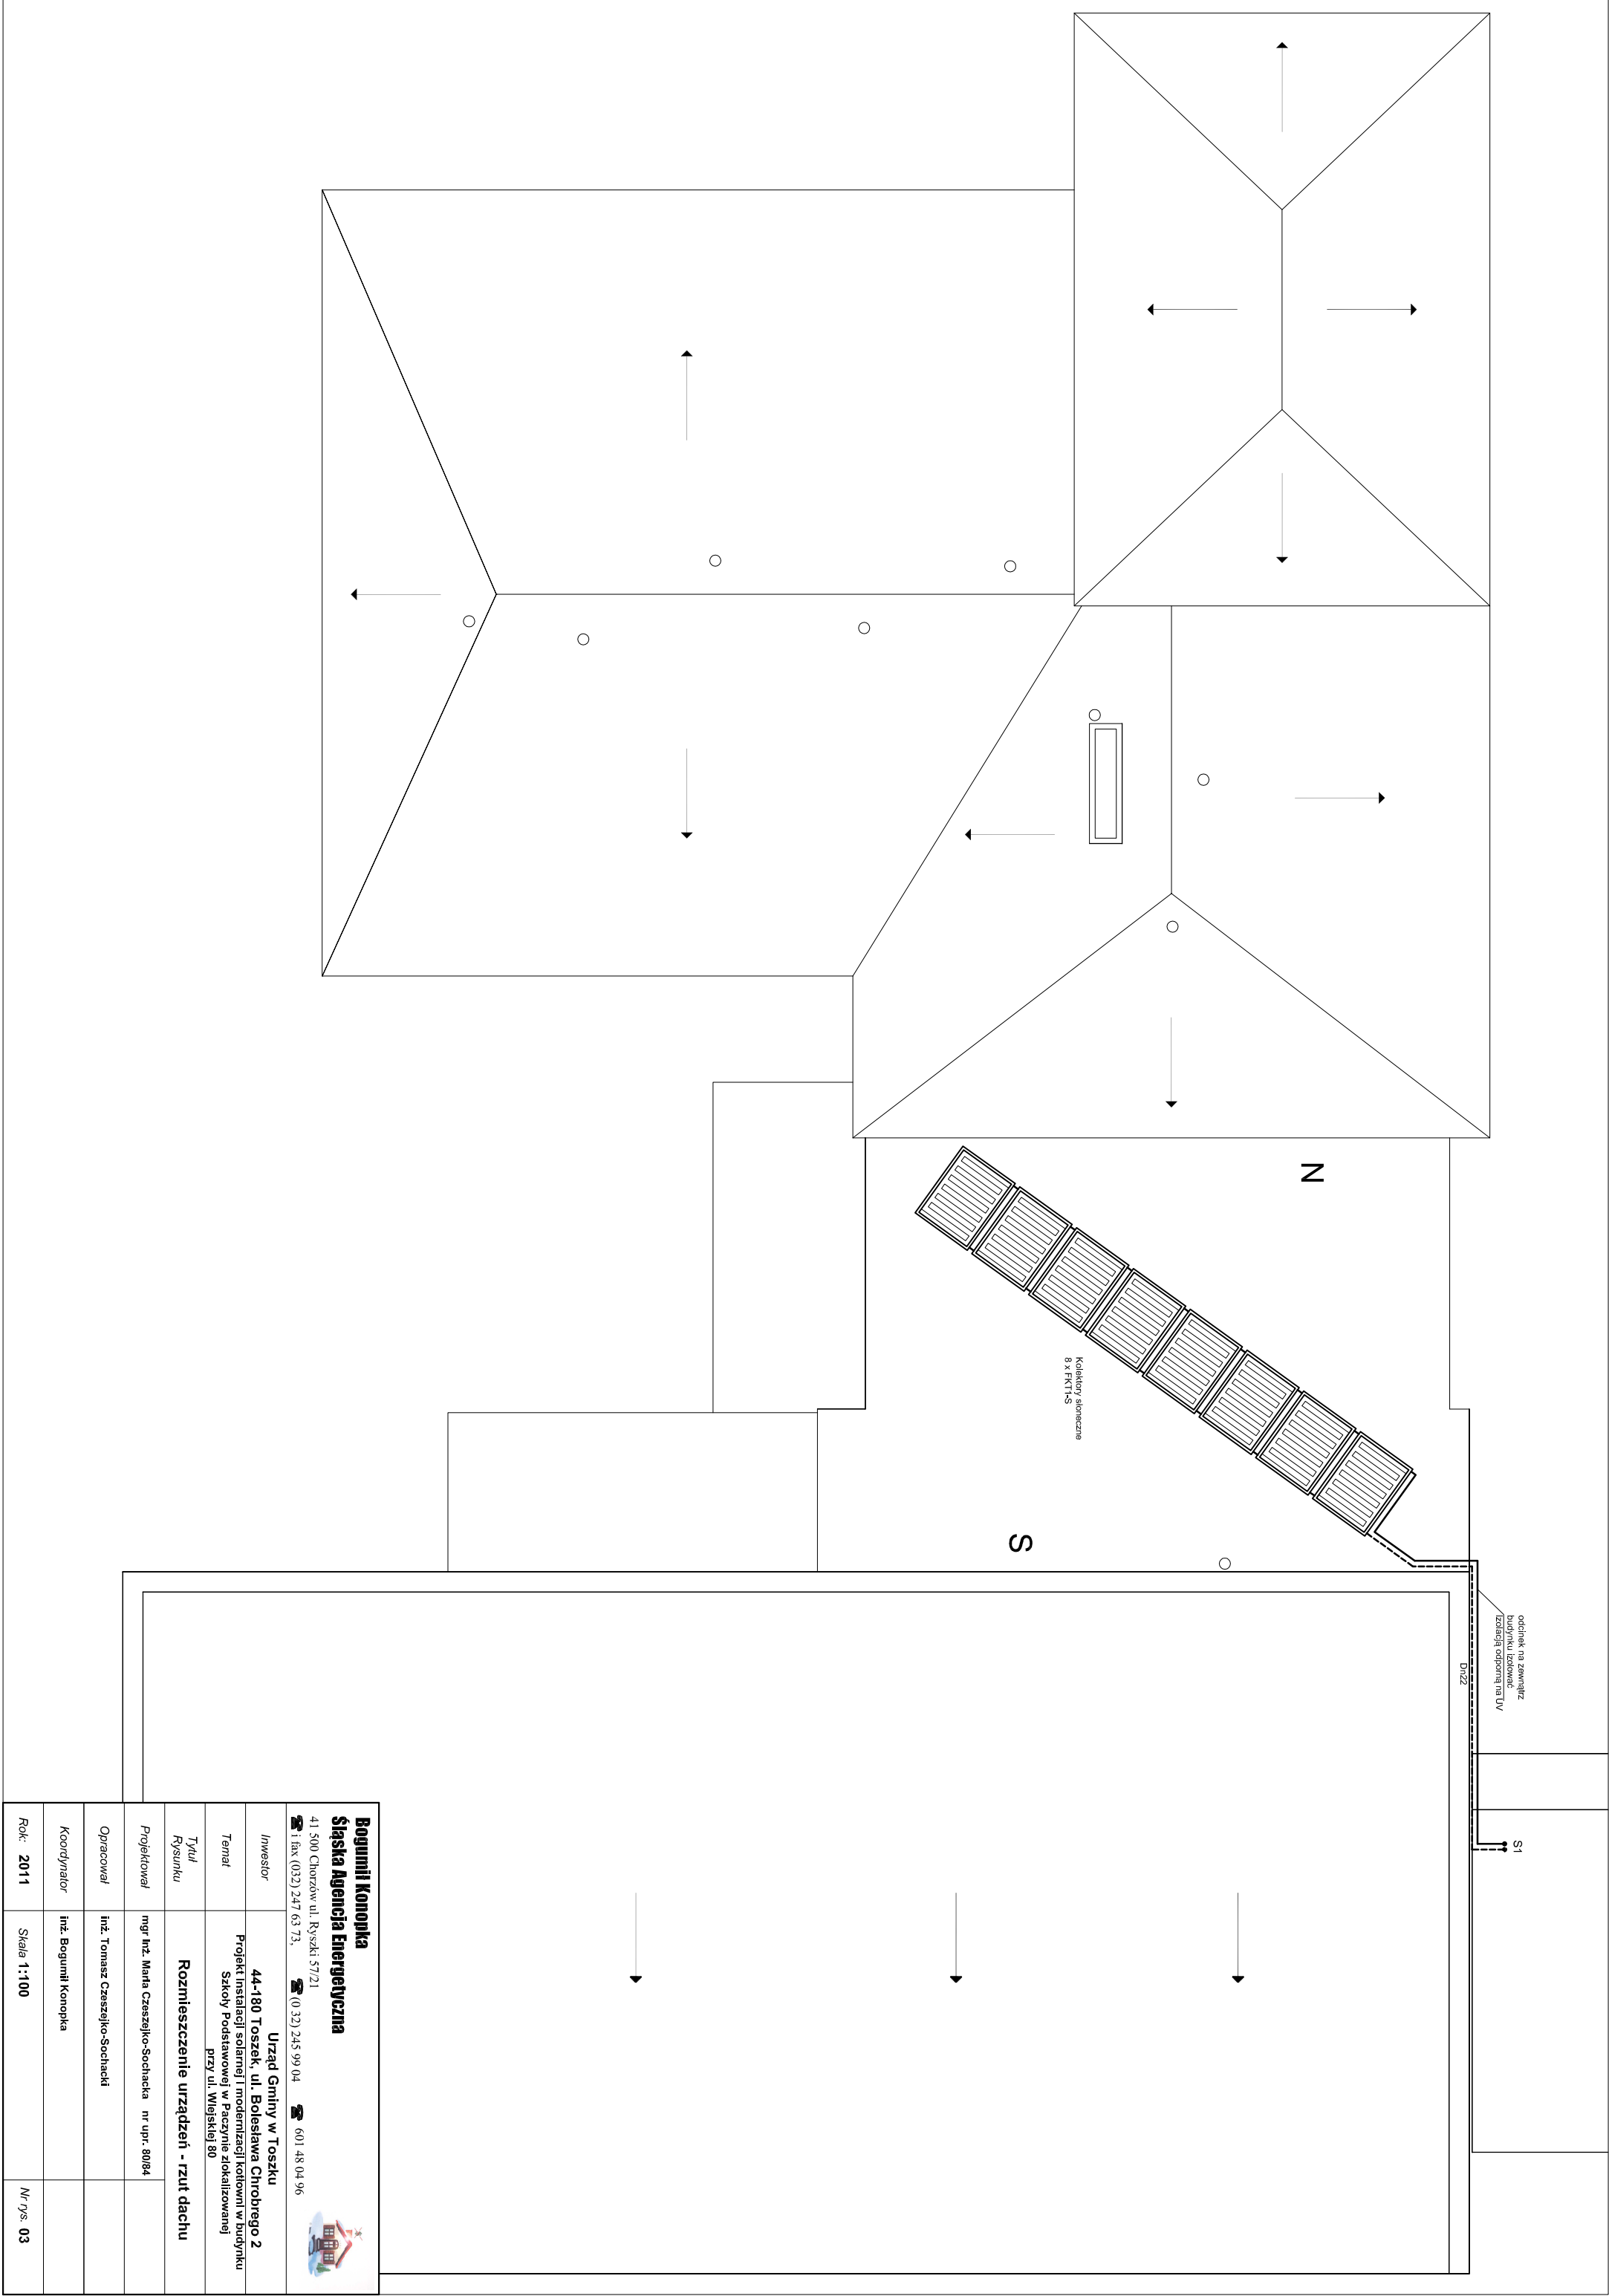 N
S
Kolektory słoneczne
8 x FKT1-S
odcinek na zewnątrz
budynku izolować
izolacją odporną na UV
Dn22
S1
Bogumił Konopka
Śląska Agencja Energetyczna
41 500 Chorzów ul. Ryszki 57/21
☎ i fax (032) 247 63 73, ☎ (0 32) 245 99 04 ☎ 601 48 04 96
Inwestor
Urząd Gminy w Toszku
44-180 Toszek, ul. Bolesława Chrobrego 2
Temat
Projekt instalacji solarnej i modernizacji kotłowni w budynku
Szkoły Podstawowej w Paczynie zlokalizowanej
przy ul. Wiejskiej 80
Tytuł
Rysunku
Rozmieszczenie urządzeń - rzut dachu
Projektował mgr inż. Maria Czeszejko-Sochacka nr upr. 80/84
Opracował inż. Tomasz Czeszejko-Sochacki
Koordynator inż. Bogumił Konopka
Rok: 2011 Skala 1:100 Nr rys. 03